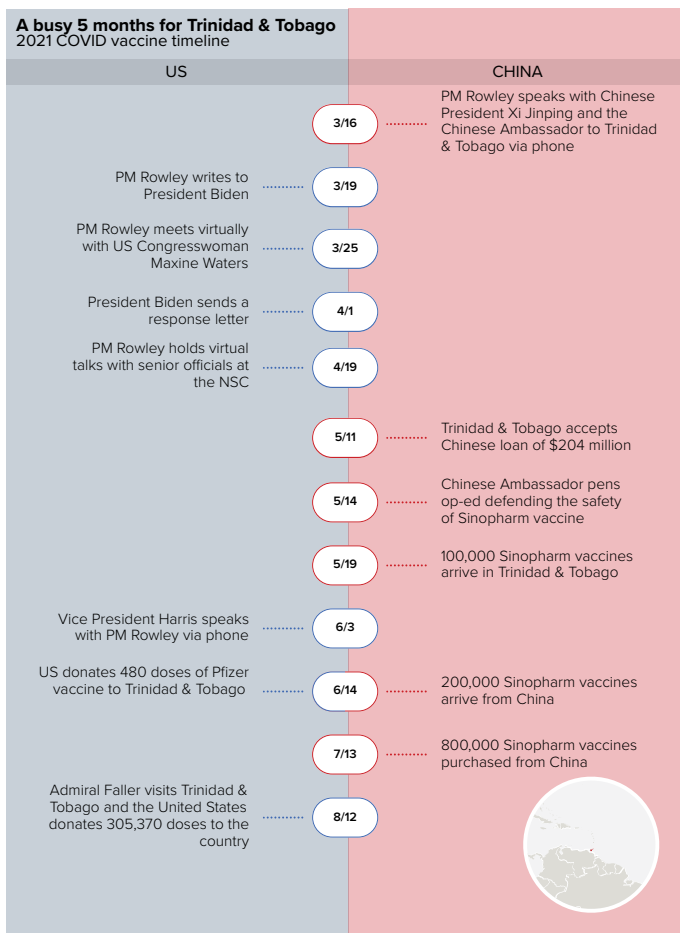 A busy 5 months for Trinidad & Tobago
2021 COVID vaccine timeline
US
CHINA
3/16
PM Rowley speaks with Chinese
President Xi Jinping and the
Chinese Ambassador to Trinidad
& Tobago via phone
PM Rowley writes to
President Biden
3/19
PM Rowley meets virtually
with US Congresswoman
Maxine Waters
3/25
President Biden sends a
response letter
4/1
PM Rowley holds virtual
talks with senior officials at
the NSC
4/19
5/11
Trinidad & Tobago accepts
Chinese loan of $204 million
5/14
Chinese Ambassador pens
op-ed defending the safety
of Sinopharm vaccine
5/19
100,000 Sinopharm vaccines
arrive in Trinidad & Tobago
Vice President Harris speaks
with PM Rowley via phone
6/3
US donates 480 doses of Pfizer
vaccine to Trinidad & Tobago
6/14
200,000 Sinopharm vaccines
arrive from China
7/13
800,000 Sinopharm vaccines
purchased from China
Admiral Faller visits Trinidad &
Tobago and the United States
donates 305,370 doses to the
country
8/12